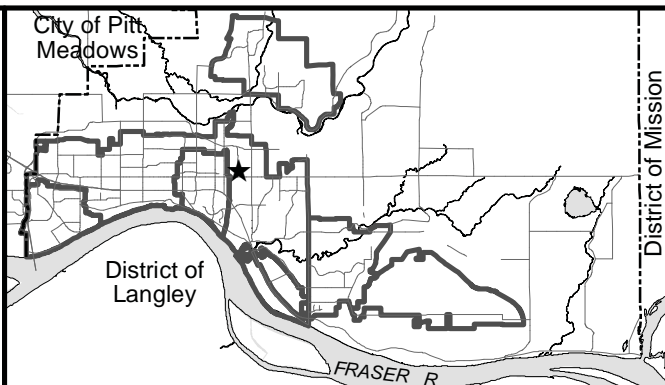 City of Pitt
Meadows
District of Mission
District of
Langley
FRASER R.